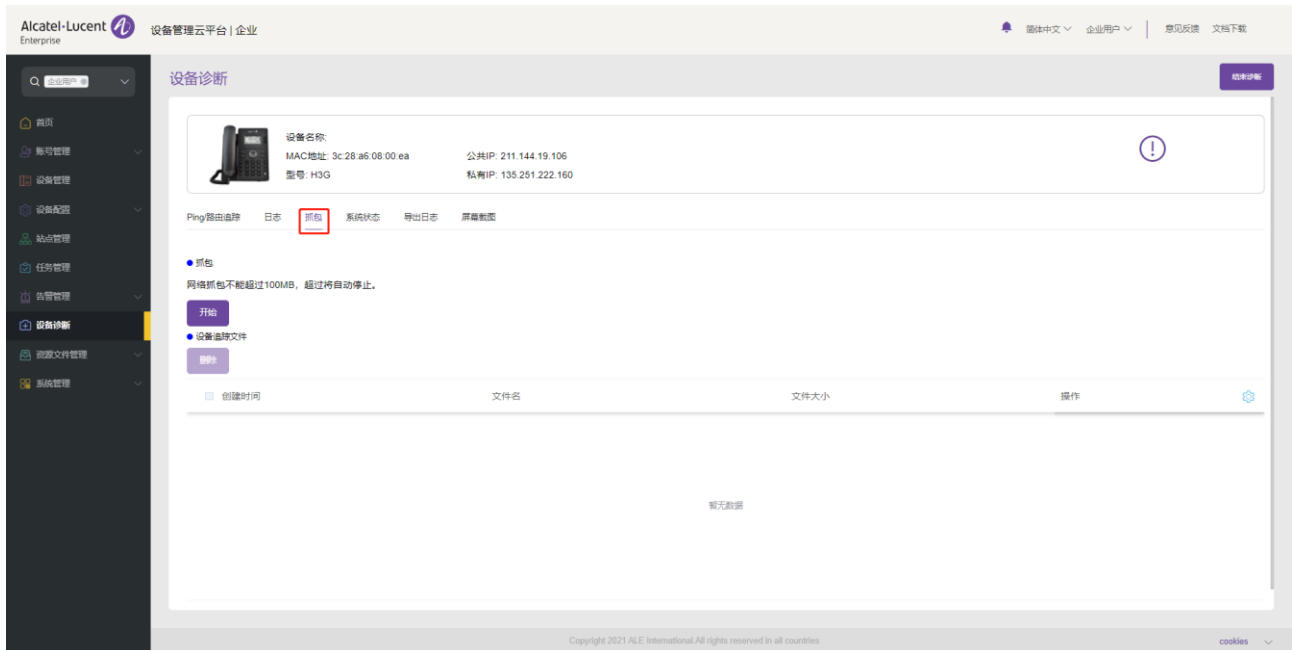 Alcatel·Lucent
Enterprise
设备管理云平台 | 企业
简体中文
企业用户
意见反馈
文档下载
企业用户
设备诊断
结束诊断
首页
账号管理
设备管理
设备配置
站点管理
任务管理
告警管理
设备诊断
资源文件管理
系统管理
设备名称:
MAC地址: 3c:28:a6:08:00:ea
公共IP: 211.144.19.106
型号: H3G
私有IP: 135.251.222.160
Ping/路由追踪 日志 抓包 系统状态 导出日志 屏幕截图
抓包
网络抓包不能超过100MB，超过将自动停止。
开始
设备追踪文件
删除
创建时间 文件名 文件大小 操作
暂无数据
Copyright 2021 ALE International.All rights reserved in all countries
cookies